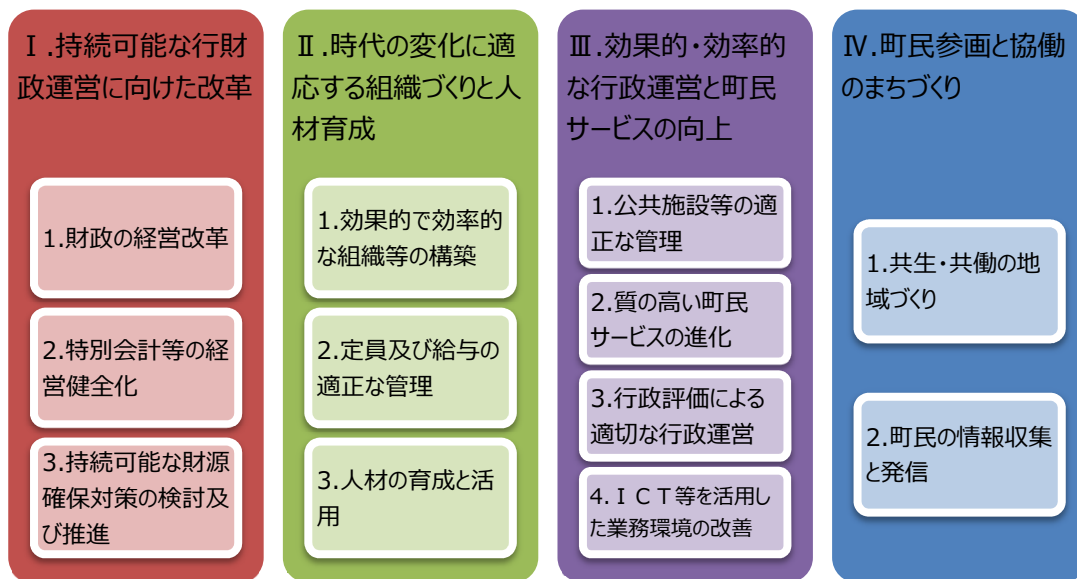 Ⅰ.持続可能な行財
政運営に向けた改革
1.財政の経営改革
2.特別会計等の経
営健全化
3.持続可能な財源
確保対策の検討及
び推進
Ⅱ.時代の変化に適
応する組織づくりと人
材育成
1.効果的で効率的
な組織等の構築
2.定員及び給与の
適正な管理
3.人材の育成と活
用
Ⅲ.効果的・効率的
な行政運営と町民
サービスの向上
1.公共施設等の適
正な管理
2.質の高い町民
サービスの進化
3.行政評価による
適切な行政運営
4.ＩＣＴ等を活用し
た業務環境の改善
Ⅳ.町民参画と協働
のまちづくり
1.共生・共働の地
域づくり
2.町民の情報収集
と発信